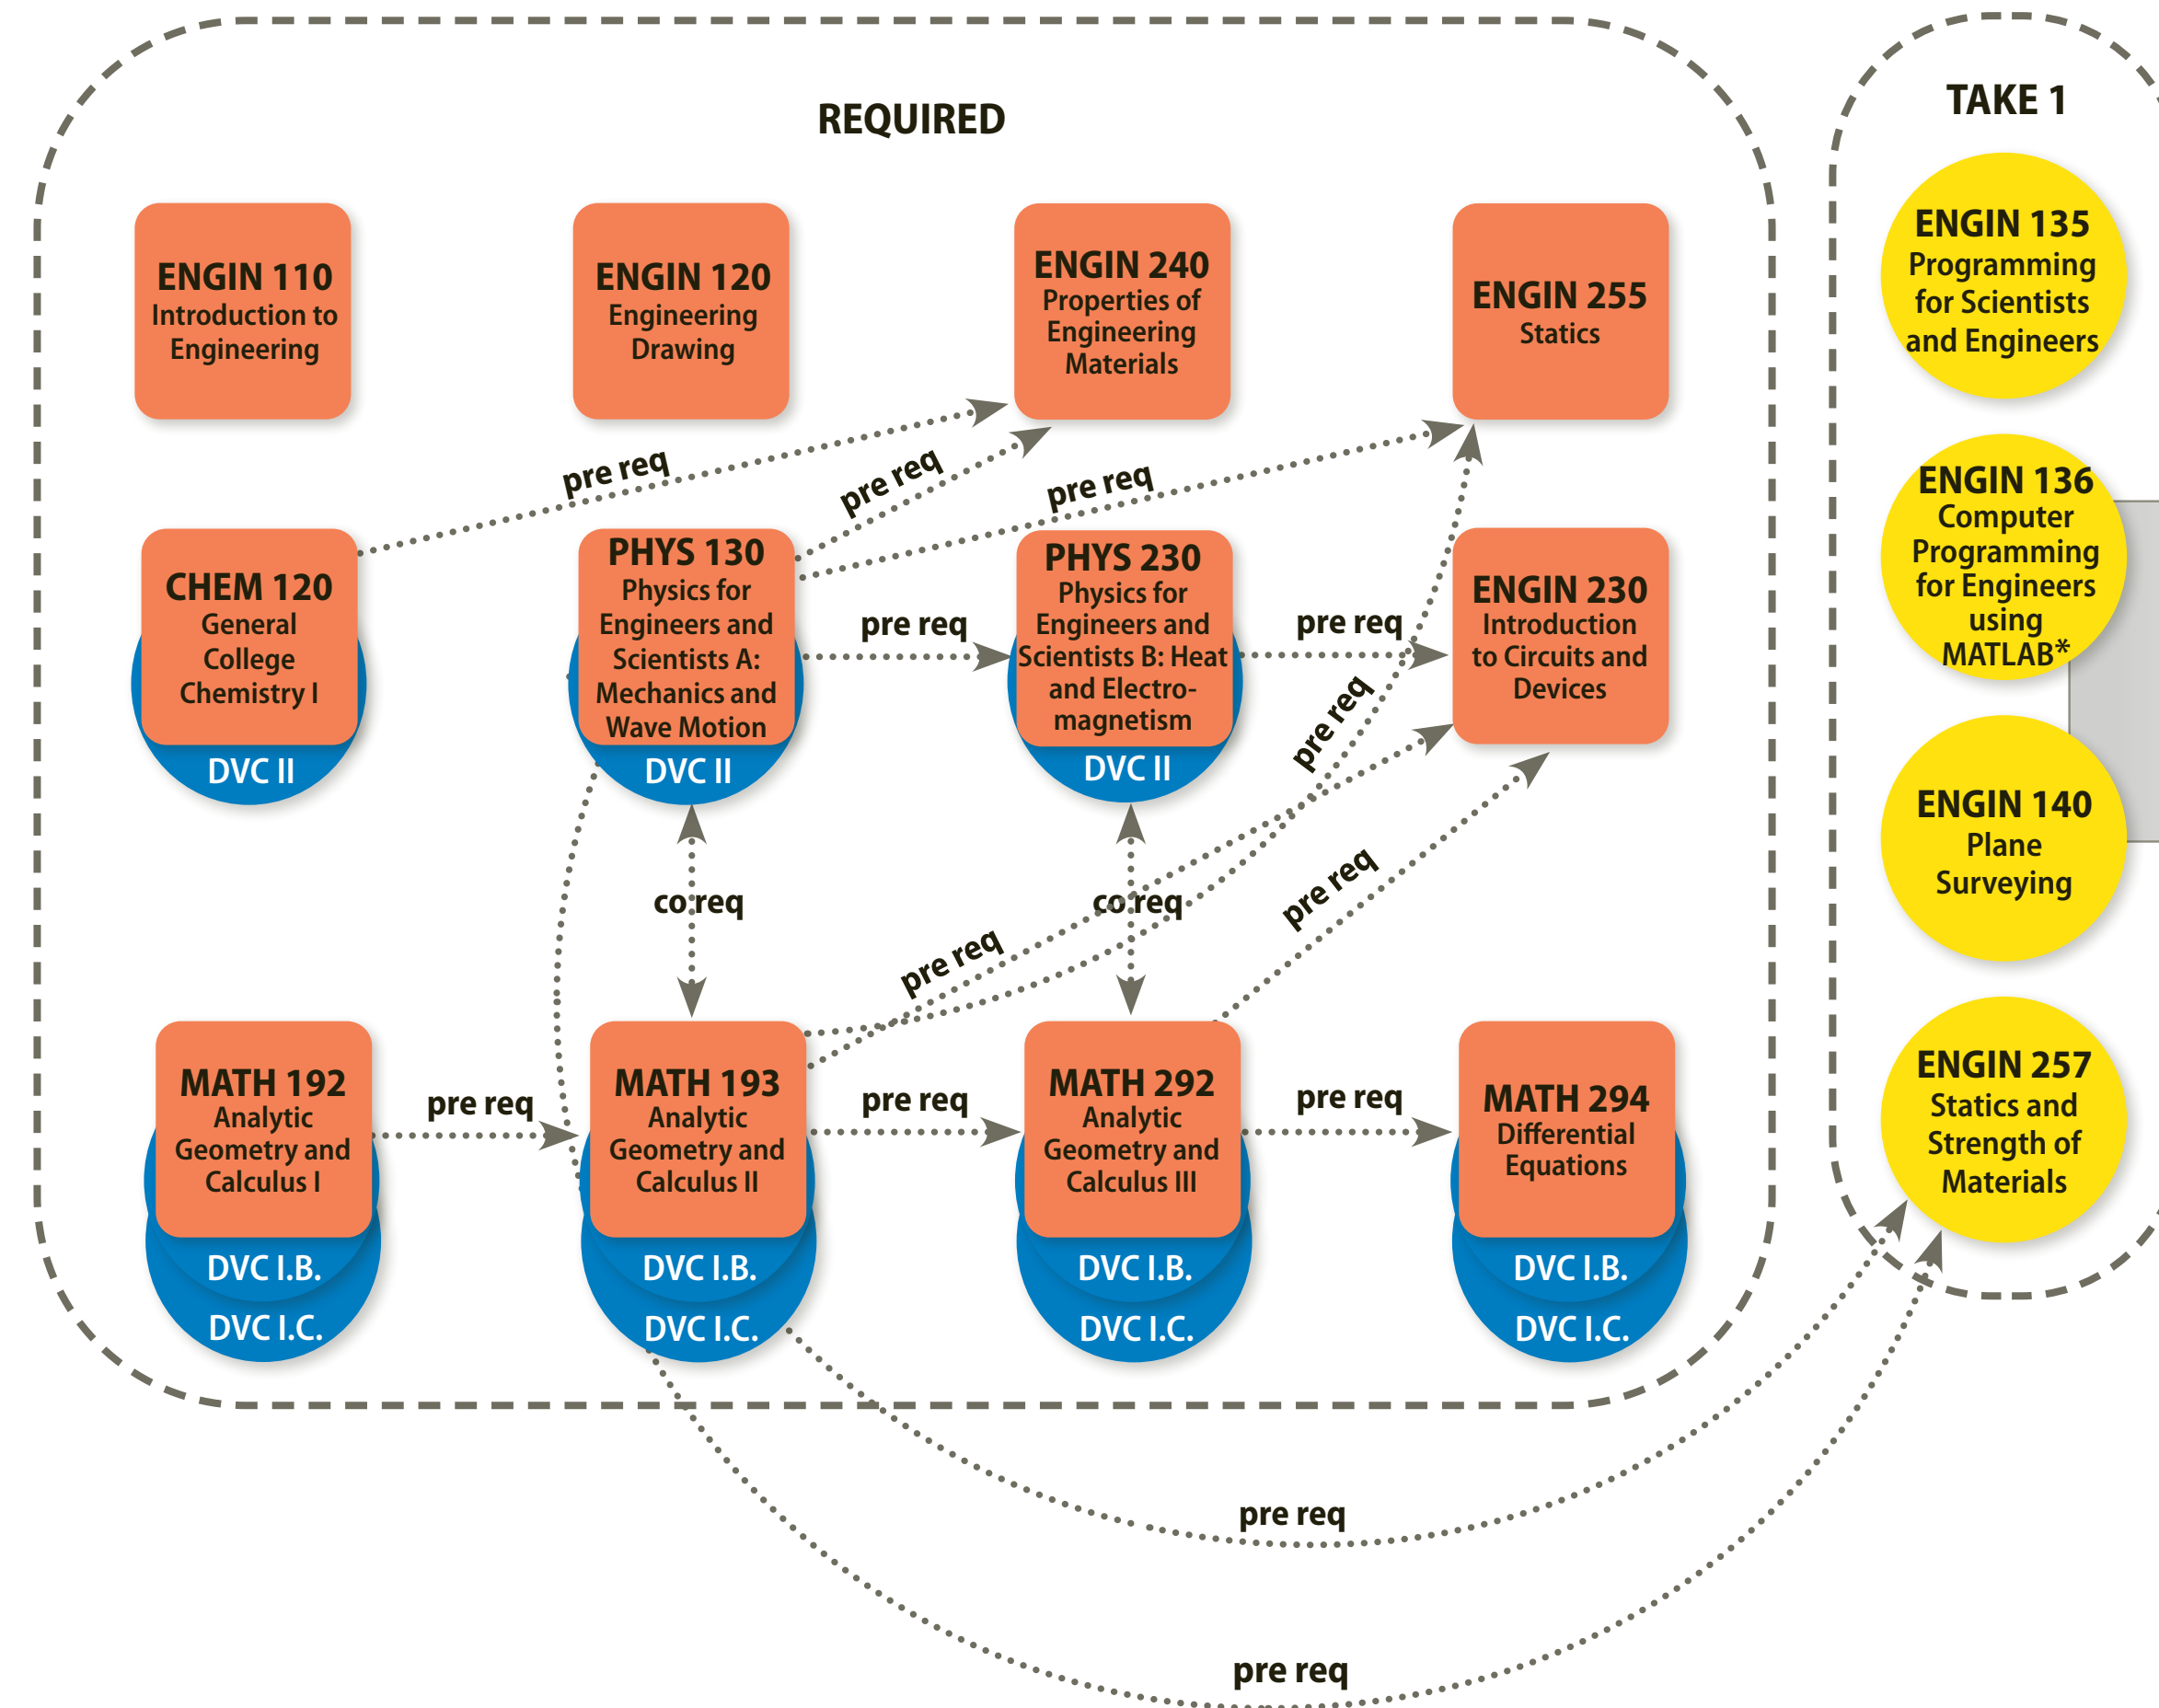 REQUIRED
TAKE 1
ENGIN 110
Introduction to
Engineering
ENGIN 120
Engineering
Drawing
ENGIN 240
Properties of
Engineering
Materials
ENGIN 255
Statics
ENGIN 135
Programming
for Scientists
and Engineers
pre req
pre req
pre req
CHEM 120
General
College
Chemistry I
DVC II
PHYS 130
Physics for
Engineers and
Scientists A:
Mechanics and
Wave Motion
DVC II
pre req
PHYS 230
Physics for
Engineers and
Scientists B: Heat
and Electro-
magnetism
DVC II
pre req
ENGIN 230
Introduction
to Circuits and
Devices
ENGIN 136
Computer
Programming
for Engineers
using
MATLAB*
pre req
co req
co req
pre req
pre req
ENGIN 140
Plane
Surveying
MATH 192
Analytic
Geometry and
Calculus I
DVC I.B.
DVC I.C.
pre req
MATH 193
Analytic
Geometry and
Calculus II
DVC I.B.
DVC I.C.
pre req
MATH 292
Analytic
Geometry and
Calculus III
DVC I.B.
DVC I.C.
pre req
MATH 294
Differential
Equations
DVC I.B.
DVC I.C.
ENGIN 257
Statics and
Strength of
Materials
pre req
pre req